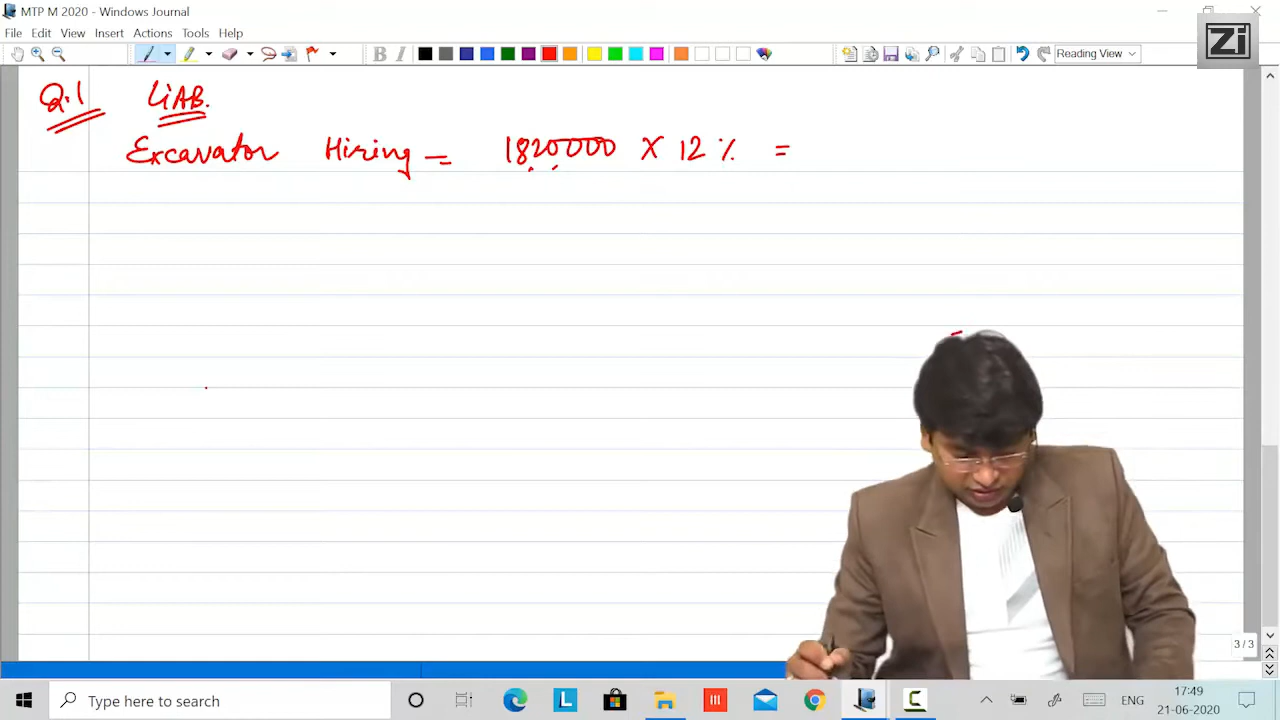 MTP M 2020 - Windows Journal
File Edit View Insert Actions Tools Help
B I Reading View
Zi
Q.1 LiAB.
Excavator Hiring = 1820000 X 12 % =
3 / 3
Type here to search
L
C
ENG
17:49
21-06-2020